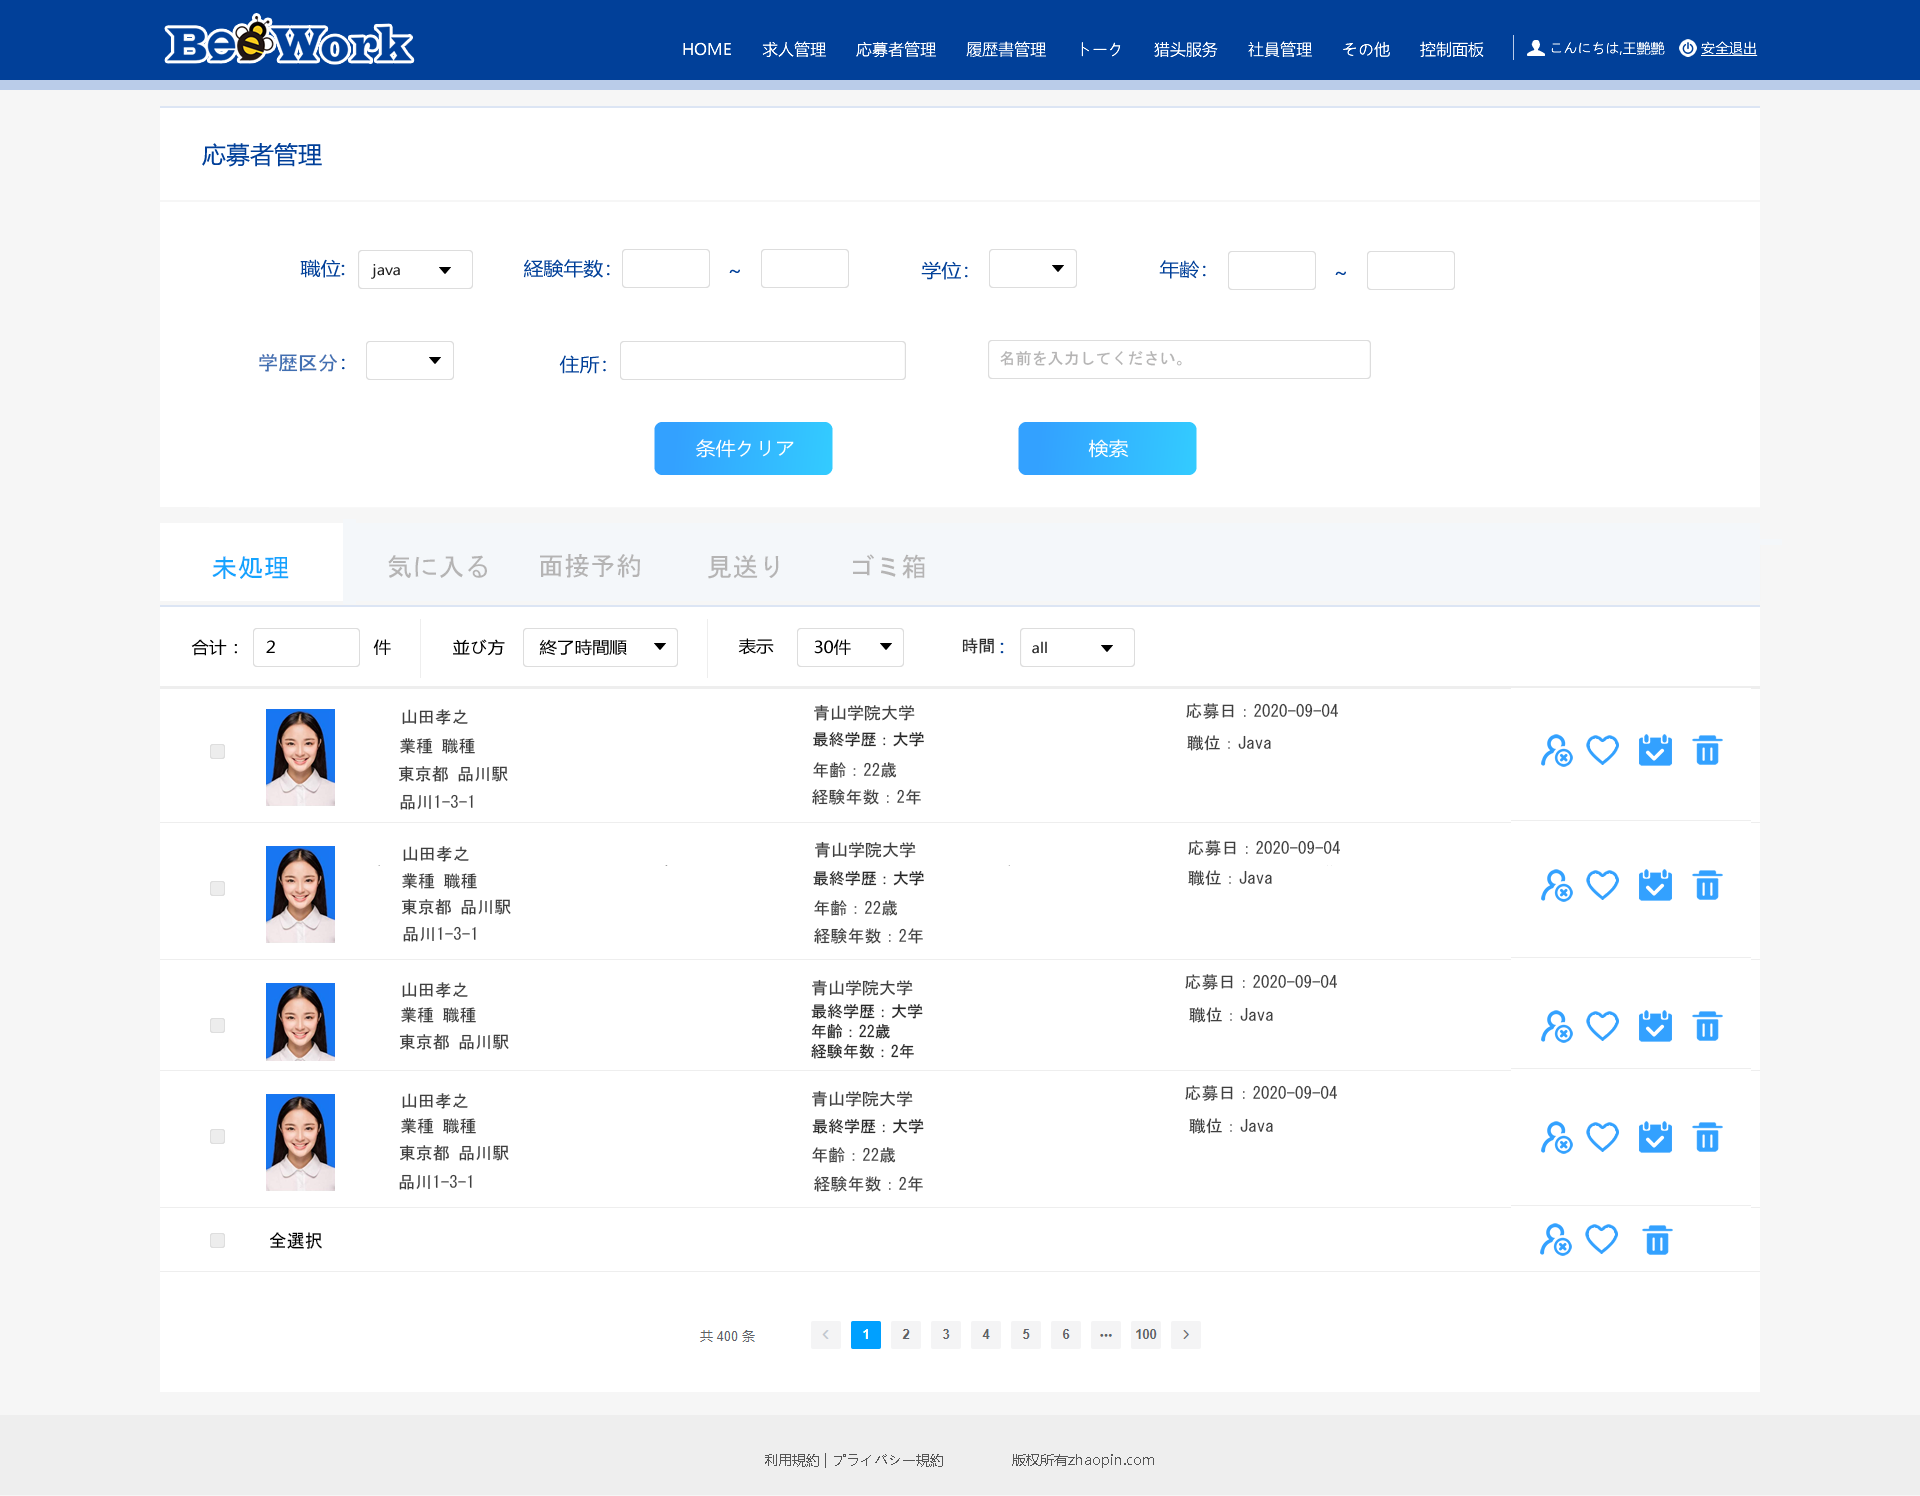 BeeWork
HOME 求人管理 応募者管理 履歴書管理 トーク 猎头服务 社員管理 その他 控制面板 こんにちは,王艷艷 安全退出
応募者管理
職位: java 経験年数: ~ 学位: 年齢: ~
学歴区分: 住所: 名前を入力してください。
条件クリア 検索
未処理 気に入る 面接予約 見送り ゴミ箱
合计: 2 件 並び方 終了時間順 表示 30件 時間: all
山田孝之
業種 職種
東京都 品川駅
品川1-3-1
青山学院大学
最終学歴:大学
年齢:22歳
経験年数:2年
応募日:2020-09-04
職位:Java
山田孝之
業種 職種
東京都 品川駅
品川1-3-1
青山学院大学
最終学歴:大学
年齢:22歳
経験年数:2年
応募日:2020-09-04
職位:Java
山田孝之
業種 職種
東京都 品川駅
青山学院大学
最終学歴:大学
年齢:22歳
経験年数:2年
応募日:2020-09-04
職位:Java
山田孝之
業種 職種
東京都 品川駅
品川1-3-1
青山学院大学
最終学歴:大学
年齢:22歳
経験年数:2年
応募日:2020-09-04
職位:Java
全選択
共 400 条 < 1 2 3 4 5 6 ••• 100 >
利用規約 | プライバシー規約 版权所有zhaopin.com